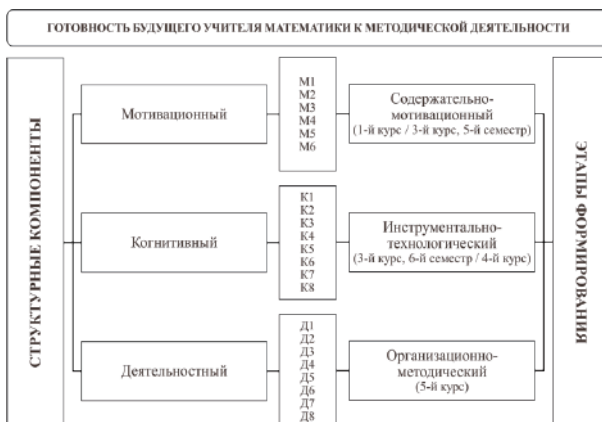 ГОТОВНОСТЬ БУДУЩЕГО УЧИТЕЛЯ МАТЕМАТИКИ К МЕТОДИЧЕСКОЙ ДЕЯТЕЛЬНОСТИ
СТРУКТУРНЫЕ КОМПОНЕНТЫ
Мотивационный
М1
М2
М3
М4
М5
М6
Содержательно-
мотивационный
(1-й курс / 3-й курс, 5-й семестр)
Когнитивный
К1
К2
К3
К4
К5
К6
К7
К8
Инструментально-
технологический
(3-й курс, 6-й семестр / 4-й курс)
Деятельностный
Д1
Д2
Д3
Д4
Д5
Д6
Д7
Д8
Организационно-
методический
(5-й курс)
ЭТАПЫ ФОРМИРОВАНИЯ